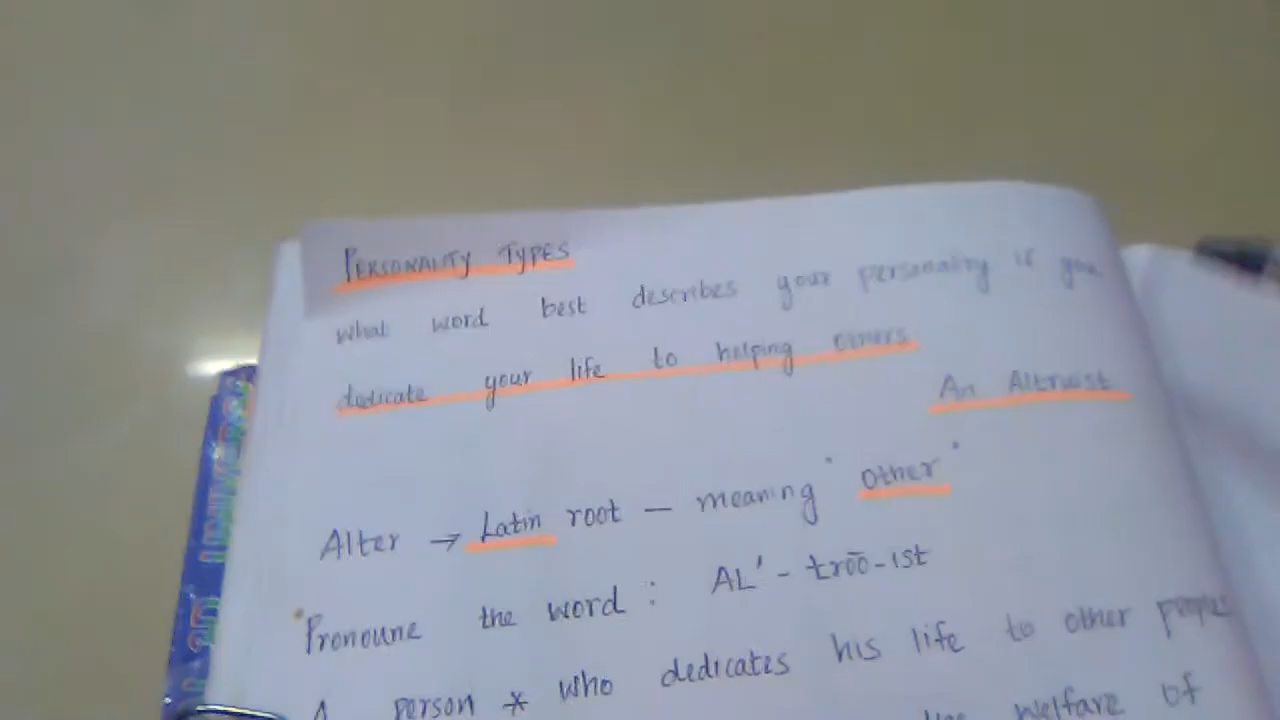 PERSONALITY TYPES
what word best describes your personality if you
dedicate your life to helping others
An Altruist
Alter → Latin root — meaning "other"
Pronoune the word : AL' - trōō-ist
A person * who dedicates his life to other
welfare of